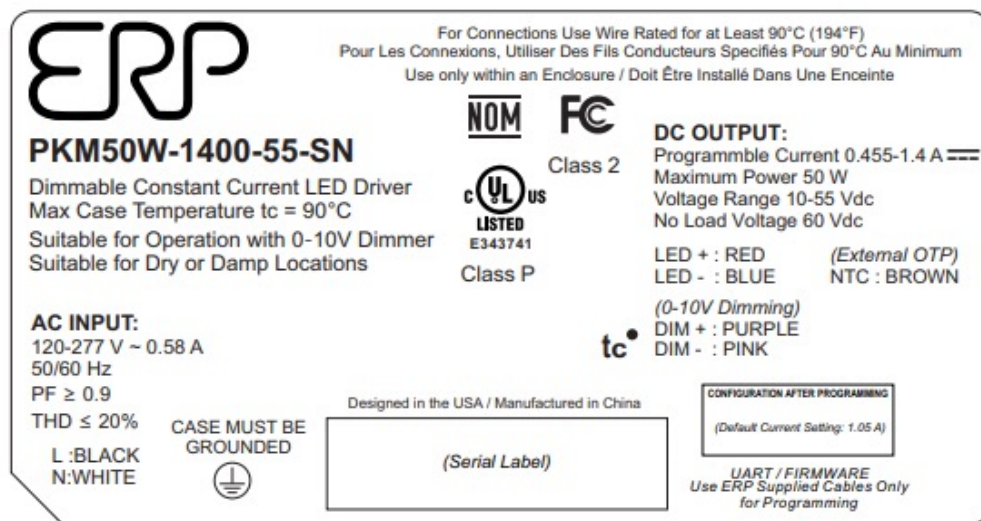 ERP
For Connections Use Wire Rated for at Least 90°C (194°F)
Pour Les Connexions, Utiliser Des Fils Conducteurs Specifiés Pour 90°C Au Minimum
Use only within an Enclosure / Doit Être Installé Dans Une Enceinte
PKM50W-1400-55-SN
Dimmable Constant Current LED Driver
Max Case Temperature tc = 90°C
Suitable for Operation with 0-10V Dimmer
Suitable for Dry or Damp Locations
NOM
FC
Class 2
C UL US
LISTED
E343741
Class P
DC OUTPUT:
Programmble Current 0.455-1.4 A
Maximum Power 50 W
Voltage Range 10-55 Vdc
No Load Voltage 60 Vdc
LED + : RED (External OTP)
LED - : BLUE NTC : BROWN
(0-10V Dimming)
DIM + : PURPLE
DIM - : PINK
tc
AC INPUT:
120-277 V ~ 0.58 A
50/60 Hz
PF ≥ 0.9
THD ≤ 20%
L :BLACK
N:WHITE
CASE MUST BE
GROUNDED
Designed in the USA / Manufactured in China
(Serial Label)
CONFIGURATION AFTER PROGRAMMING
(Default Current Setting: 1.05 A)
UART / FIRMWARE
Use ERP Supplied Cables Only
for Programming